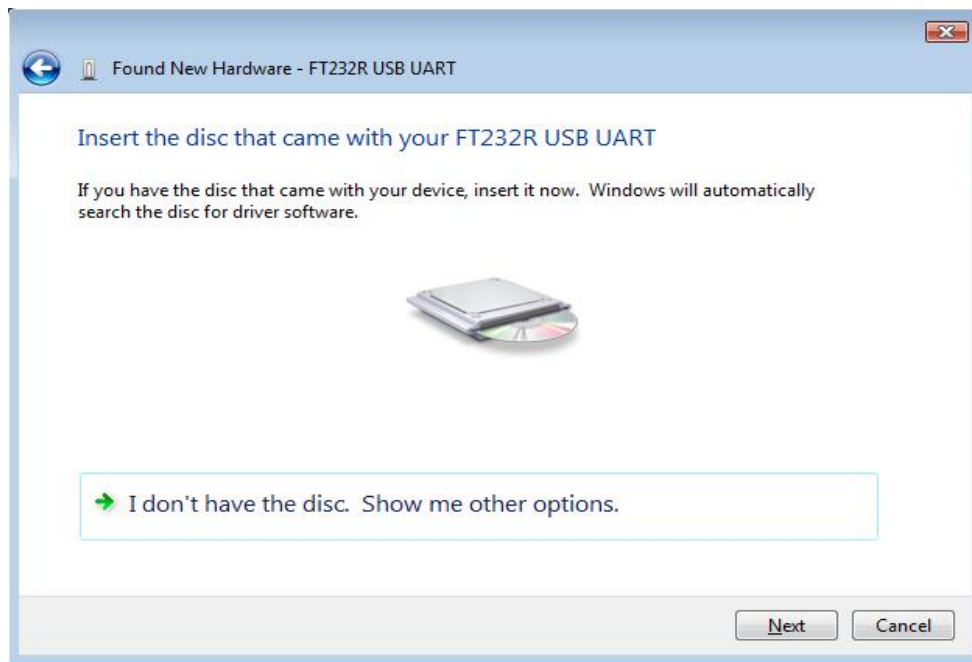 Found New Hardware - FT232R USB UART
Insert the disc that came with your FT232R USB UART
If you have the disc that came with your device, insert it now.  Windows will automatically
search the disc for driver software.
I don't have the disc.  Show me other options.
Next
Cancel